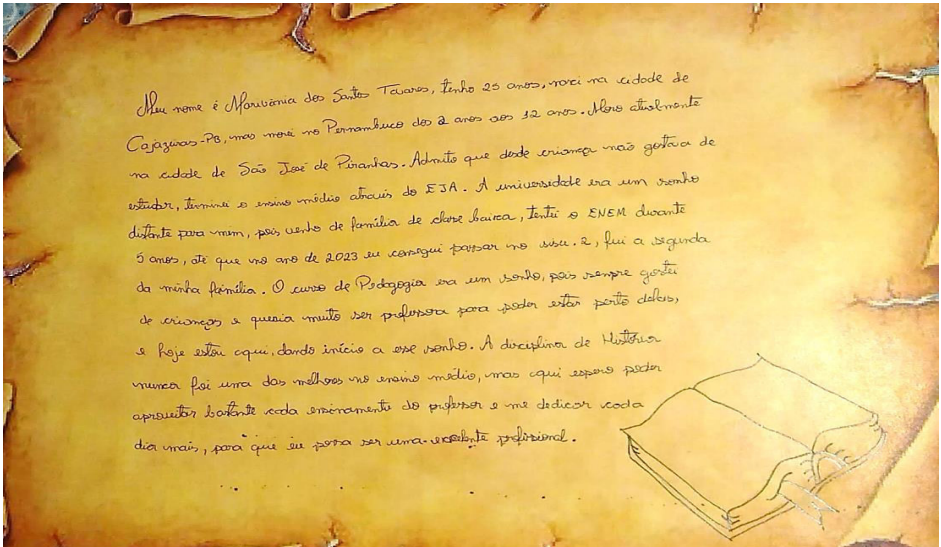 Meu nome é Marivânia dos Santos Tavares, tenho 25 anos, nasci na cidade de
Cajazeiras-PB, mas morei no Pernambuco dos 2 anos aos 12 anos. Moro atualmente
na cidade de São José de Piranhas. Admito que desde criança não gostava de
estudar, terminei o ensino médio através do EJA. A universidade era um sonho
distante para mim, pois venho de família de classe baixa, tentei o ENEM durante
5 anos, até que no ano de 2023 eu consegui passar no sisu. E, fui a segunda
da minha família. O curso de Pedagogia era um sonho, pois sempre gostei
de crianças e queria muito ser professora para poder estar perto delas,
e hoje estou aqui, dando início a esse sonho. A disciplina de História
nunca foi uma das melhores no ensino médio, mas aqui espero poder
aproveitar bastante cada ensinamento do professor e me dedicar cada
dia mais, para que eu possa ser uma excelente profissional.